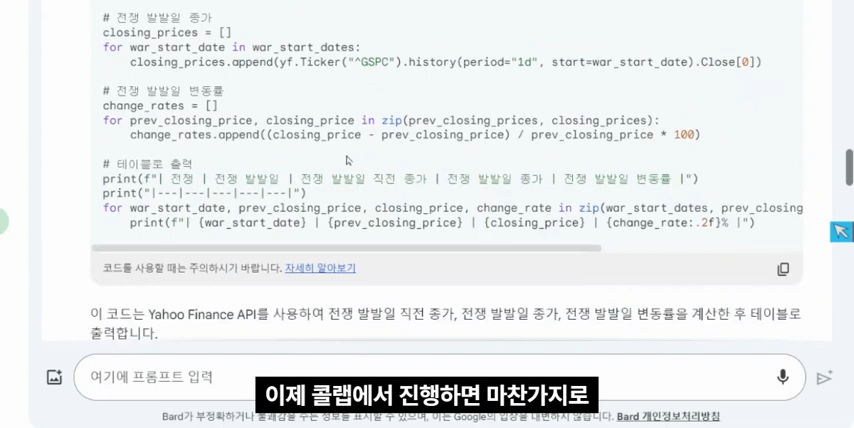 # 전쟁 발발일 종가
closing_prices = []
for war_start_date in war_start_dates:
    closing_prices.append(yf.Ticker("^GSPC").history(period="1d", start=war_start_date).Close[0])
# 전쟁 발발일 변동률
change_rates = []
for prev_closing_price, closing_price in zip(prev_closing_prices, closing_prices):
    change_rates.append((closing_price - prev_closing_price) / prev_closing_price * 100)
# 테이블로 출력
print(f"| 전쟁 | 전쟁 발발일 | 전쟁 발발일 직전 종가 | 전쟁 발발일 종가 | 전쟁 발발일 변동률 |")
print("|---|---|---|---|---|")
for war_start_date, prev_closing_price, closing_price, change_rate in zip(war_start_dates, prev_closing
    print(f"| {war_start_date} | {prev_closing_price} | {closing_price} | {change_rate:.2f}% |")
코드를 사용할 때는 주의하시기 바랍니다. 자세히 알아보기
이 코드는 Yahoo Finance API를 사용하여 전쟁 발발일 직전 종가, 전쟁 발발일 종가, 전쟁 발발일 변동률을 계산한 후 테이블로
출력합니다.
여기에 프롬프트 입력
이제 콜랩에서 진행하면 마찬가지로
Bard가 부정확하거나 불쾌감을 주는 정보를 표시할 수 있으며, 이는 Google의 입장을 대변하지 않습니다. Bard 개인정보처리방침